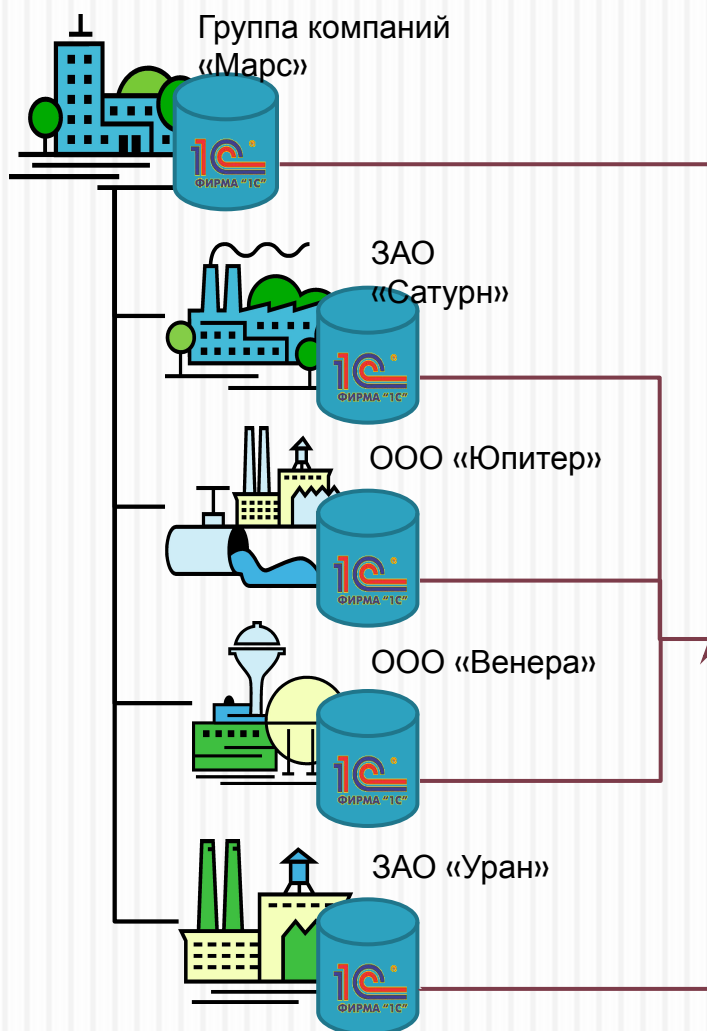 Группа компаний
«Марс»
1С
ФИРМА "1С"
ЗАО
«Сатурн»
1С
ФИРМА "1С"
ООО «Юпитер»
1С
ФИРМА "1С"
ООО «Венера»
1С
ФИРМА "1С"
ЗАО «Уран»
1С
ФИРМА "1С"